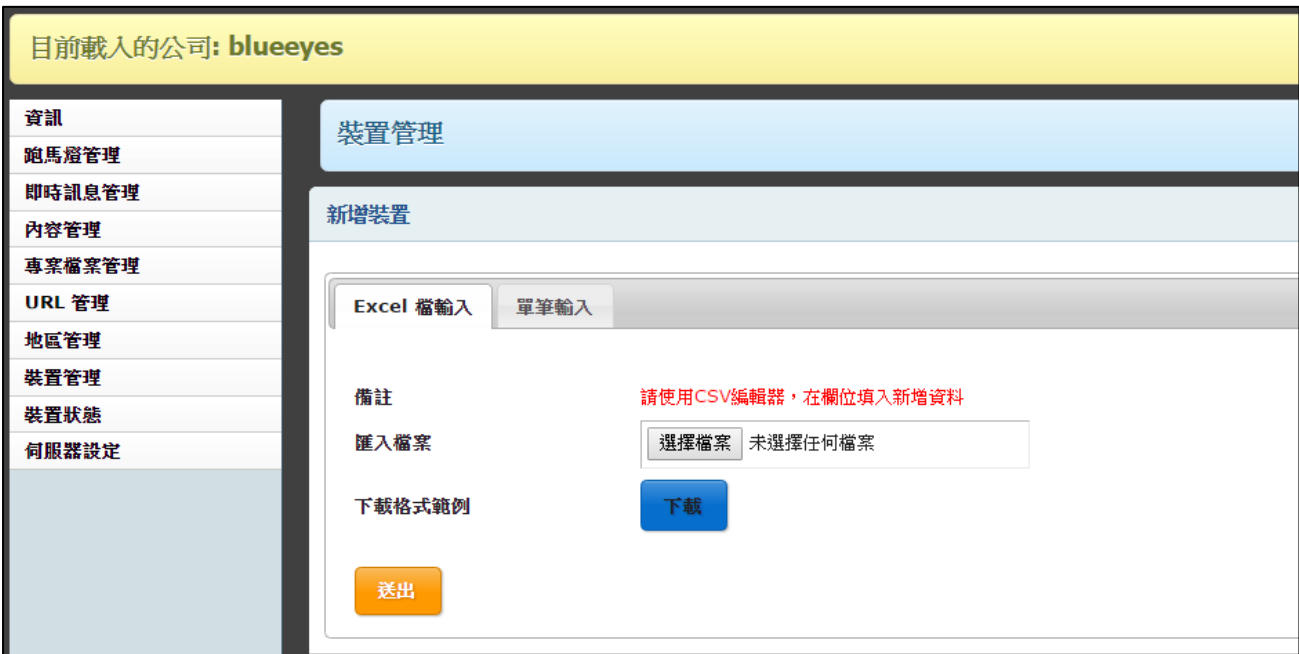 目前載入的公司: blueeyes
資訊
跑馬燈管理
即時訊息管理
內容管理
專案檔案管理
URL 管理
地區管理
裝置管理
裝置狀態
伺服器設定
裝置管理
新增裝置
Excel 檔輸入 單筆輸入
備註 請使用CSV編輯器，在欄位填入新增資料
匯入檔案 選擇檔案 未選擇任何檔案
下載格式範例 下載
送出